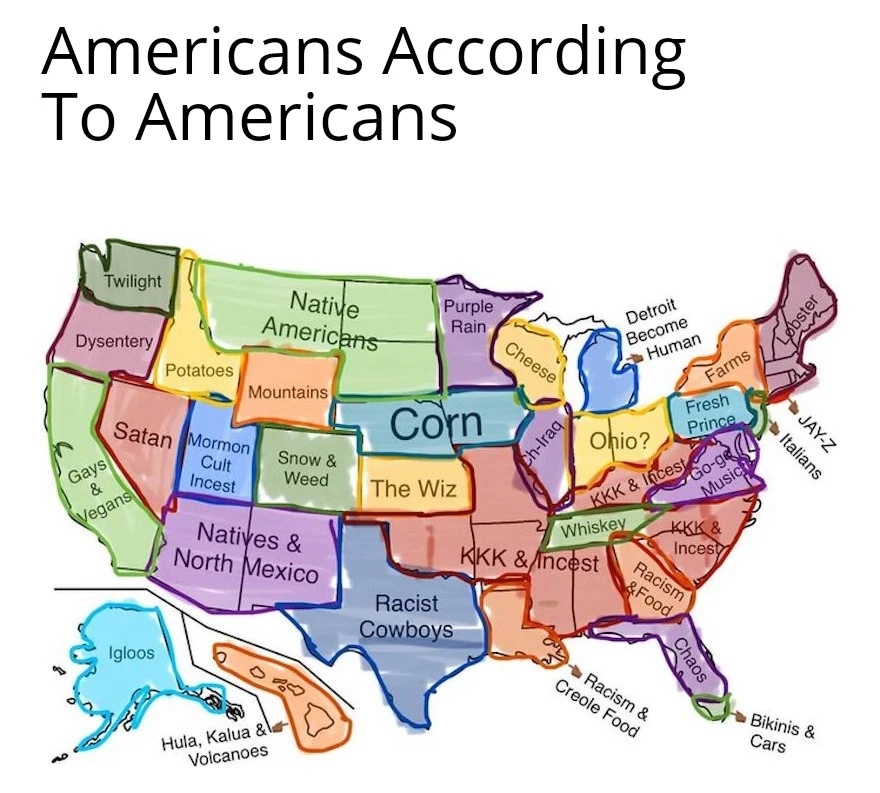 Americans According
To Americans
Twilight
Dysentery
Potatoes
Native
Americans
Purple
Rain
Cheese
Detroit
Become
Human
Lobster
Farms
Fresh
Prince
JAY-Z
Italians
Mountains
Corn
Satan
Mormon
Cult
Incest
Snow &
Weed
The Wiz
Ch-Iraq
Ohio?
KKK & Incest
Go-go
Music
Gays
&
Vegans
Natives &
North Mexico
KKK & Incest
Whiskey
KKK &
Incest
Racist
Cowboys
Racism
&Food
Chaos
Igloos
Hula, Kalua &
Volcanoes
Racism &
Creole Food
Bikinis &
Cars